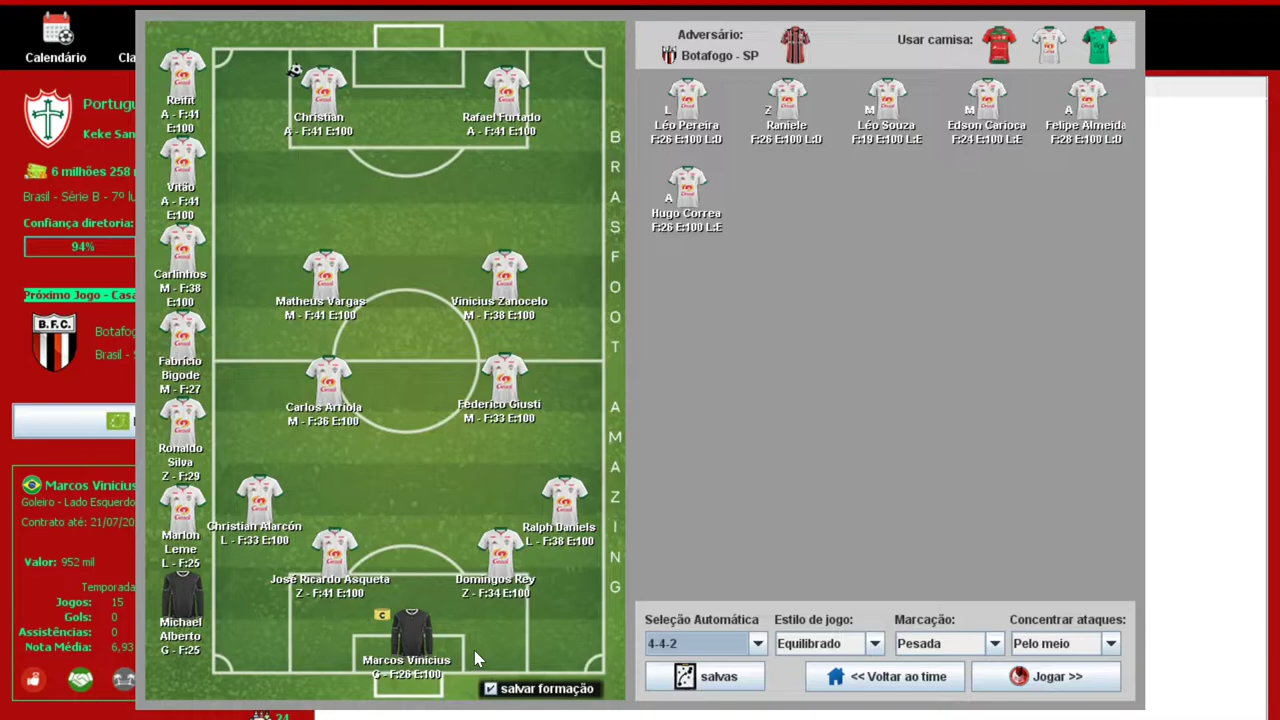 Calendário
Cla
Portugu
Keke San
6 milhões 258 r
Brasil - Série B - 7º lu
Confiança diretoria:
94%
Próximo Jogo - Casa
B.F.C.
Botafog
Brasil - S
Marcos Vinicius
Goleiro - Lado Esquerdo
Contrato até: 21/07/20
Valor: 952 mil
Temporada
Jogos: 15
Gols: 0
Assistências: 0
Nota Média: 6,93
24
Reifit
A - F:41
E:100
Vitão
A - F:41
E:100
Carlinhos
M - F:38
E:100
Fabrício
Bigode
M - F:27
Ronaldo
Silva
Z - F:29
Marlon
Leme
L - F:25
Michael
Alberto
G - F:25
Christian
A - F:41 E:100
Rafael Furtado
A - F:41 E:100
Matheus Vargas
M - F:41 E:100
Vinicius Zanocelo
M - F:38 E:100
Carlos Arriola
M - F:36 E:100
Federico Giusti
M - F:33 E:100
Christian Alarcón
L - F:33 E:100
Ralph Daniels
L - F:38 E:100
José Ricardo Asqueta
Z - F:41 E:100
Domingos Rey
Z - F:34 E:100
C
Marcos Vinicius
G - F:26 E:100
salvar formação
BRASFOOT AMAZING
Adversário:
Botafogo - SP
Usar camisa:
L
Léo Pereira
F:26 E:100 L:D
Z
Raniele
F:26 E:100 L:D
M
Léo Souza
F:19 E:100 L:E
M
Edson Carioca
F:24 E:100 L:E
A
Felipe Almeida
F:28 E:100 L:D
A
Hugo Correa
F:26 E:100 L:E
Seleção Automática
4-4-2
Estilo de jogo:
Equilibrado
Marcação:
Pesada
Concentrar ataques:
Pelo meio
salvas
<< Voltar ao time
Jogar >>